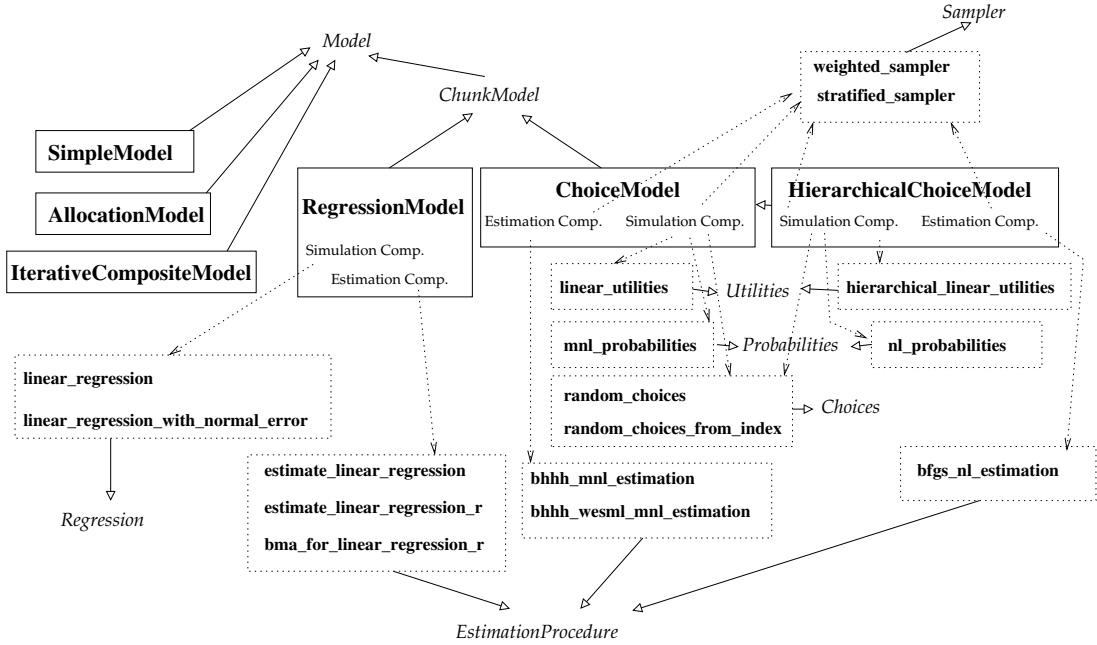 Sampler
Model
weighted_sampler
stratified_sampler
ChunkModel
SimpleModel
AllocationModel
IterativeCompositeModel
RegressionModel
Simulation Comp.
Estimation Comp.
ChoiceModel
Estimation Comp. Simulation Comp.
HierarchicalChoiceModel
Simulation Comp. Estimation Comp.
linear_utilities
Utilities
hierarchical_linear_utilities
mnl_probabilities
Probabilities
nl_probabilities
linear_regression
linear_regression_with_normal_error
random_choices
random_choices_from_index
Choices
Regression
estimate_linear_regression
estimate_linear_regression_r
bma_for_linear_regression_r
bhhh_mnl_estimation
bhhh_wesml_mnl_estimation
bfgs_nl_estimation
EstimationProcedure